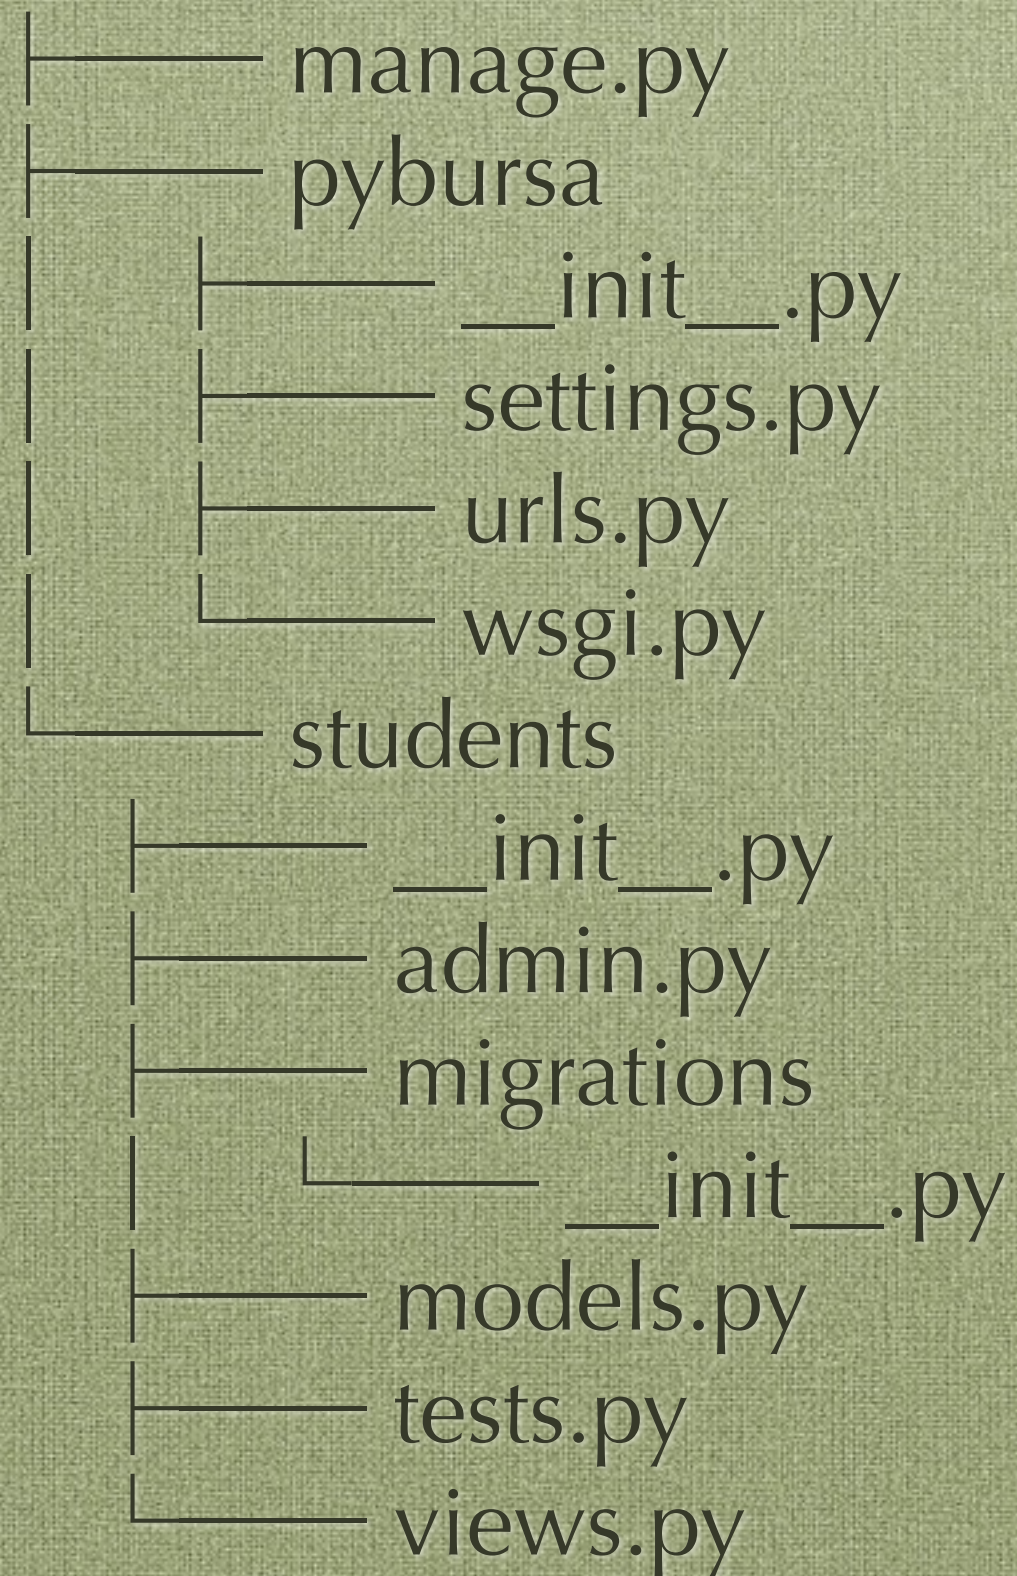 manage.py
pybursa
__init__.py
settings.py
urls.py
wsgi.py
students
__init__.py
admin.py
migrations
__init__.py
models.py
tests.py
views.py